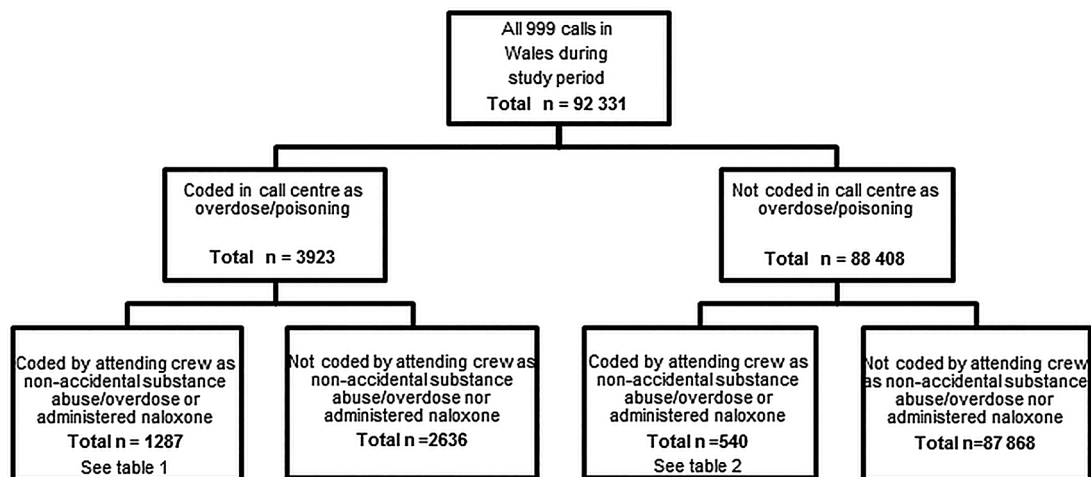 All 999 calls in
Wales during
study period
Total n = 92 331
Coded in call centre as
overdose/poisoning
Total n = 3923
Not coded in call centre as
overdose/poisoning
Total n = 88 408
Coded by attending crew as
non-accidental substance
abuse/overdose or
administered naloxone
Total n = 1287
See table 1
Not coded by attending crew as
non-accidental substance
abuse/overdose nor
administered naloxone
Total n =2636
Coded by attending crew as
non-accidental substance
abuse/overdose or
administered naloxone
Total n =540
See table 2
Not coded by attending crew
as non-accidental substance
abuse/overdose nor
administered naloxone
Total n=87 868